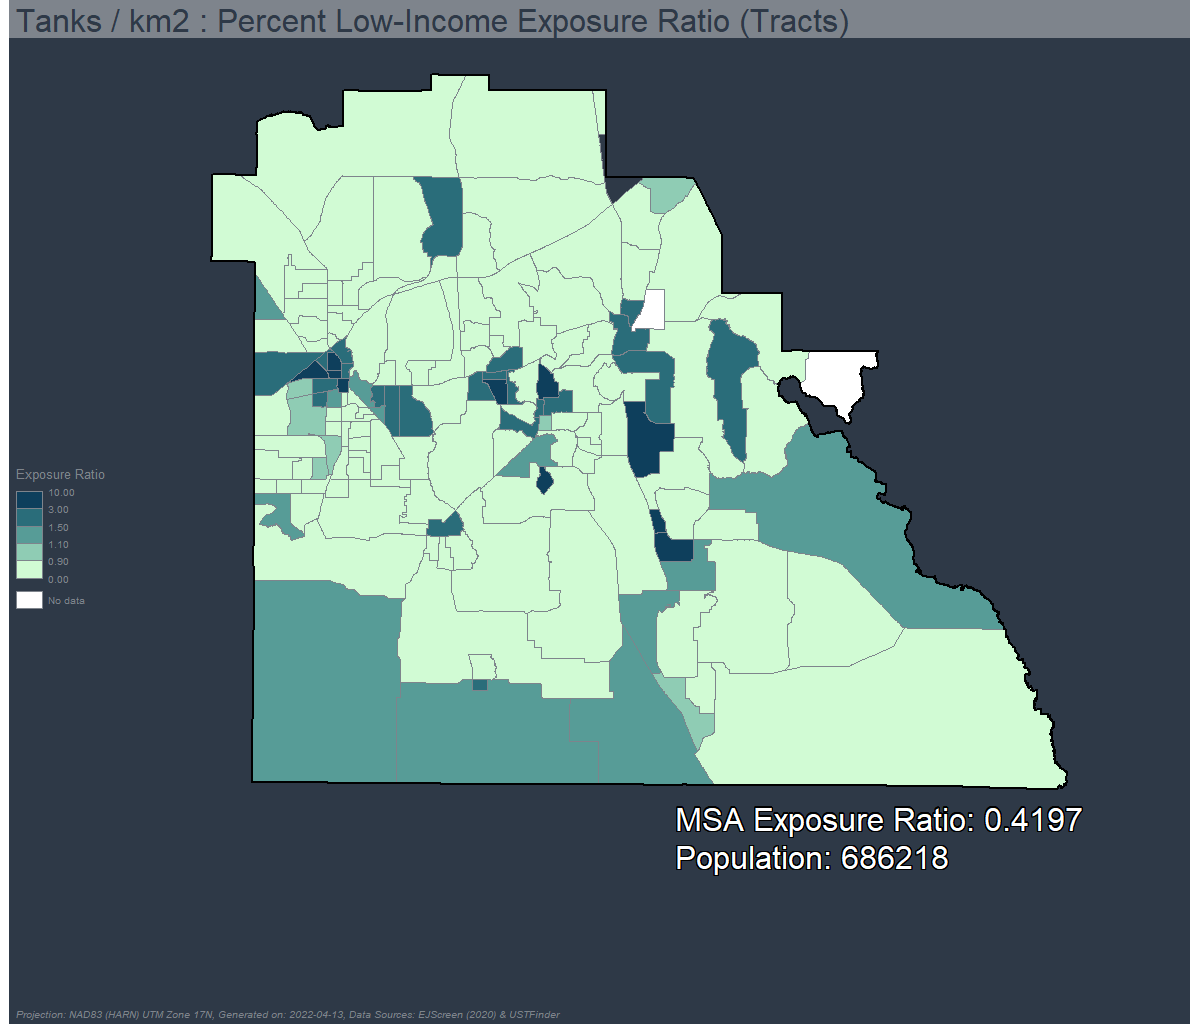 Tanks / km2 : Percent Low-Income Exposure Ratio (Tracts)
Exposure Ratio
10.00
3.00
1.50
1.10
0.90
0.00
No data
MSA Exposure Ratio: 0.4197
Population: 686218
Projection: NAD83 (HARN) UTM Zone 17N, Generated on: 2022-04-13, Data Sources: EJScreen (2020) & USTFinder